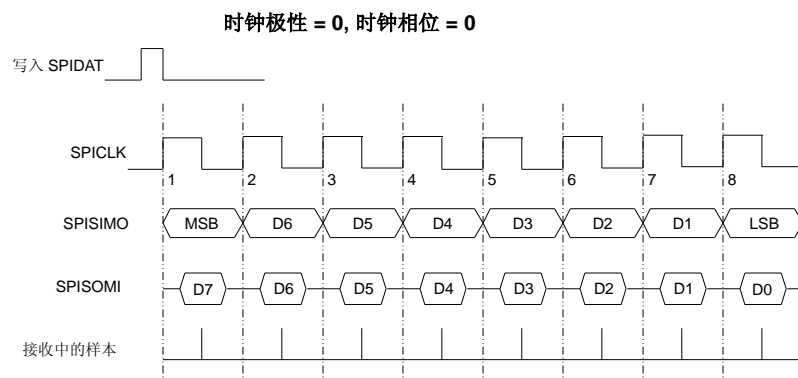 时钟极性 = 0, 时钟相位 = 0
写入 SPIDAT
SPICLK
1 2 3 4 5 6 7 8
SPISIMO MSB D6 D5 D4 D3 D2 D1 LSB
SPISOMI D7 D6 D5 D4 D3 D2 D1 D0
接收中的样本